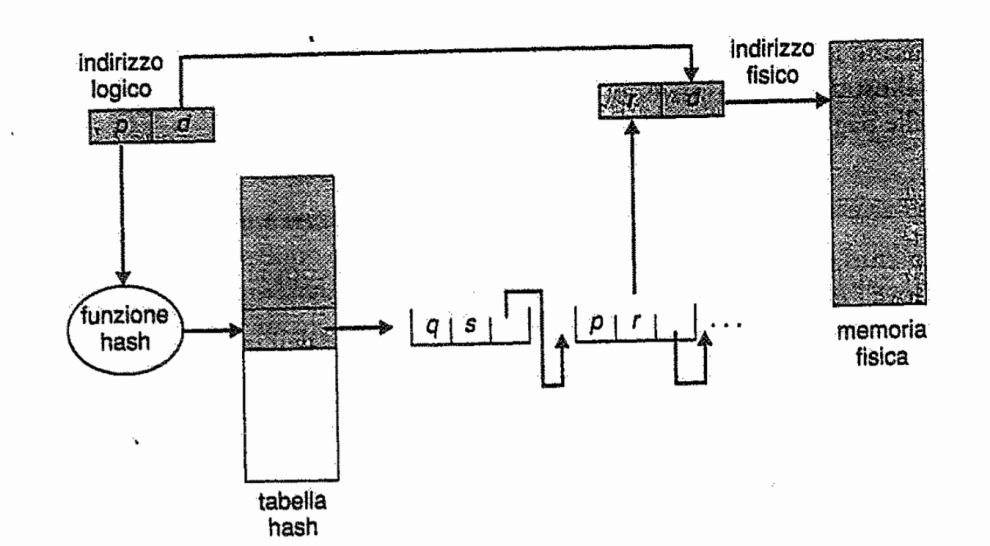 indirizzo
logico
p d
indirizzo
fisico
r d
funzione
hash
q s
p r
...
memoria
fisica
tabella
hash